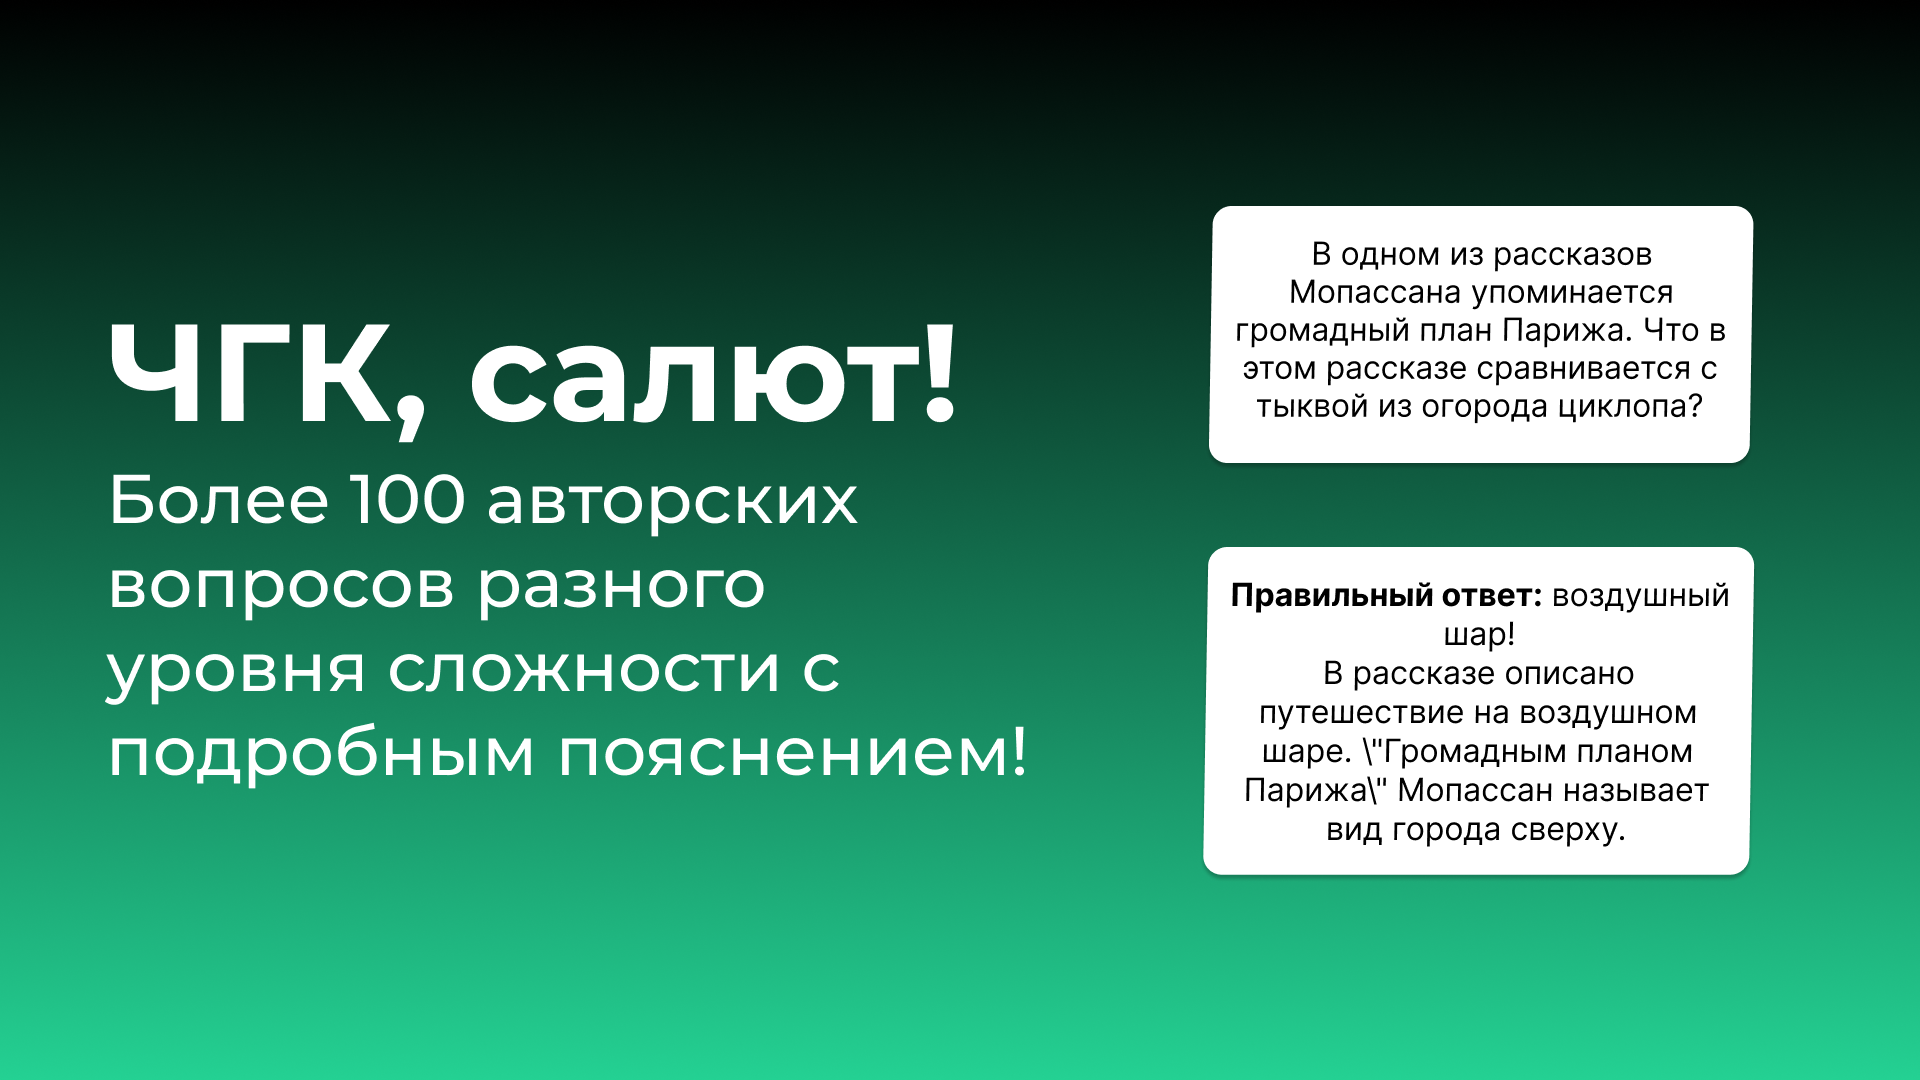 ЧГК, салют!
Более 100 авторских
вопросов разного
уровня сложности с
подробным пояснением!
В одном из рассказов
Мопассана упоминается
громадный план Парижа. Что в
этом рассказе сравнивается с
тыквой из огорода циклопа?
Правильный ответ: воздушный
шар!
В рассказе описано
путешествие на воздушном
шаре. \"Громадным планом
Парижа\" Мопассан называет
вид города сверху.